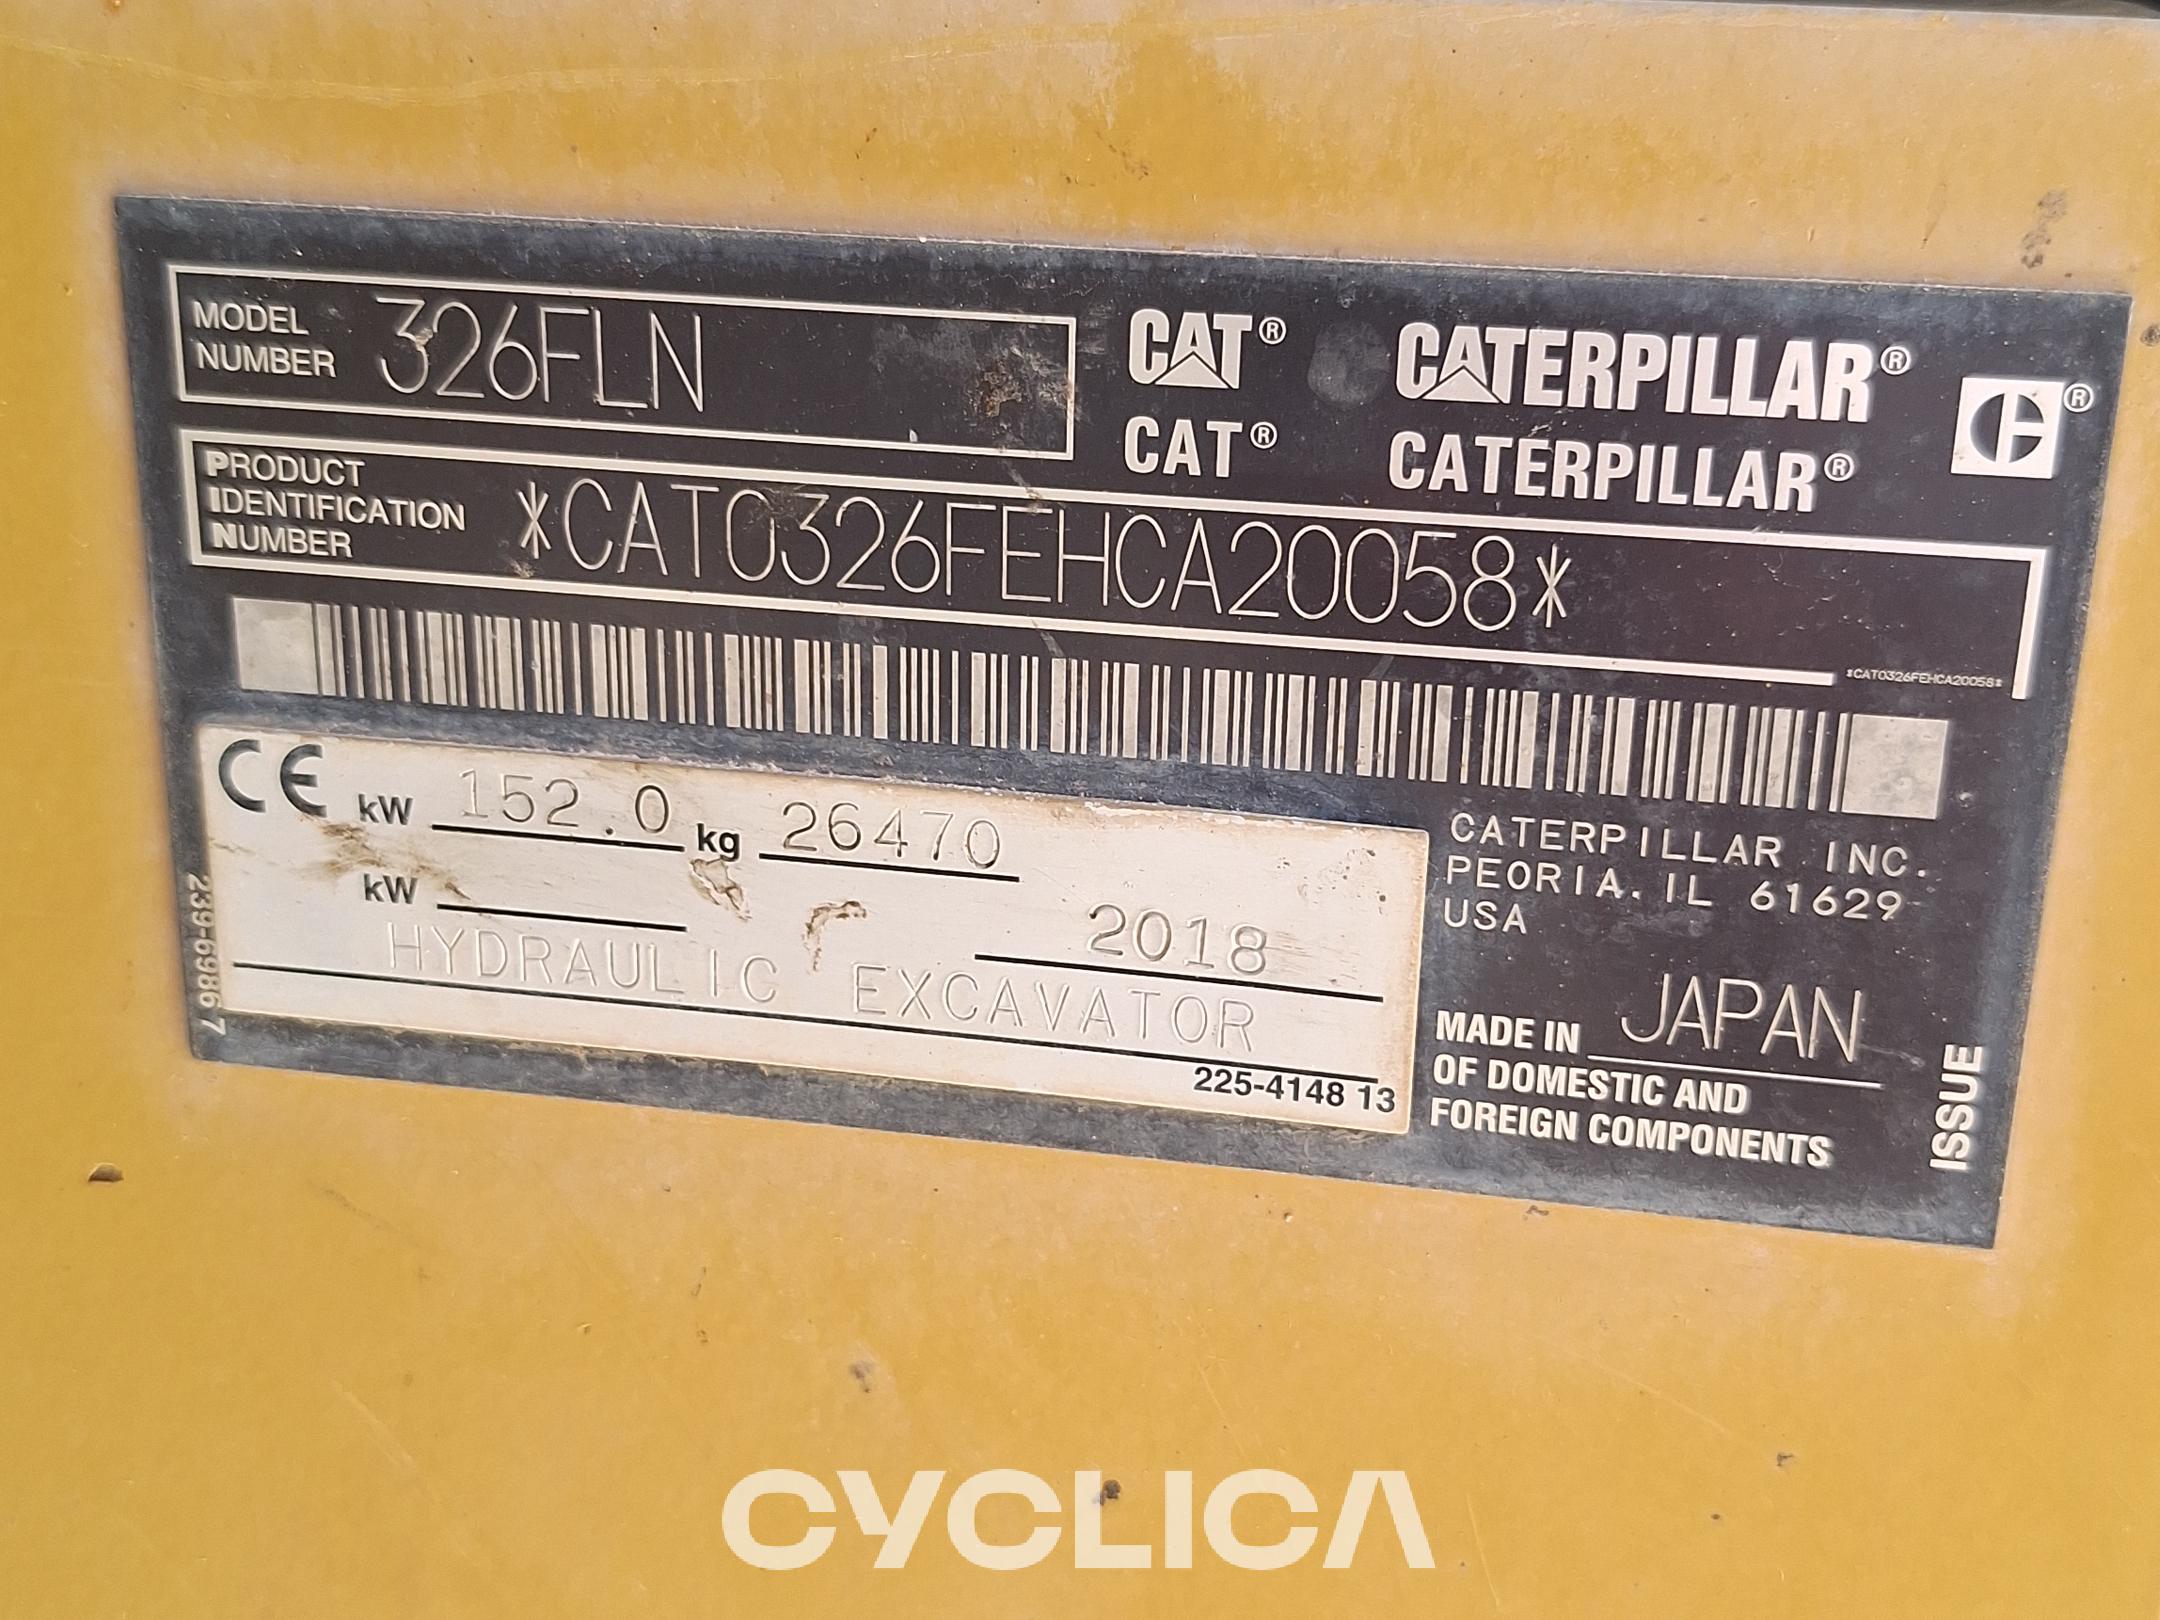 MODEL
NUMBER
326FLN
CAT® CATERPILLAR®
CAT® CATERPILLAR®
PRODUCT
IDENTIFICATION
NUMBER
*CAT0326FEHCA20058*
*CAT0326FEHCA20058*
CE kW 152.0 kg 26470
kW
2018
HYDRAULIC EXCAVATOR
225-4148 13
239-6986 7
CATERPILLAR INC.
PEORIA. IL 61629
USA
MADE IN JAPAN
OF DOMESTIC AND
FOREIGN COMPONENTS
ISSUE
CYCLICA